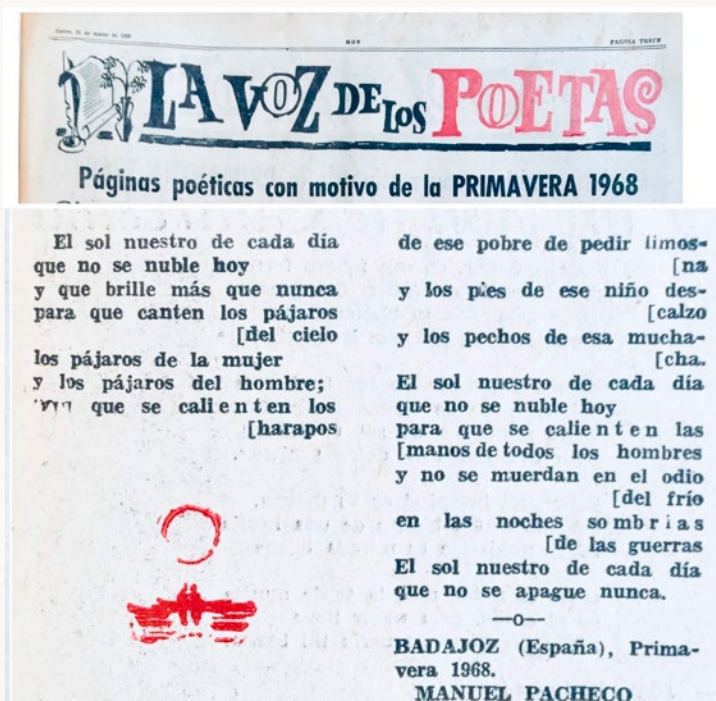 HOY
PAGINA TRECE
LA VOZ DE LOS POETAS
Páginas poéticas con motivo de la PRIMAVERA 1968
El sol nuestro de cada día
que no se nuble hoy
y que brille más que nunca
para que canten los pájaros
[del cielo
los pájaros de la mujer
y los pájaros del hombre;
que se calienten los
[harapos
de ese pobre de pedir limos-
[na
y los pies de ese niño des-
[calzo
y los pechos de esa mucha-
[cha.
El sol nuestro de cada día
que no se nuble hoy
para que se calienten las
[manos de todos los hombres
y no se muerdan en el odio
[del frío
en las noches sombrias
[de las guerras
El sol nuestro de cada día
que no se apague nunca.
—o—
BADAJOZ (España), Prima-
vera 1968.
MANUEL PACHECO